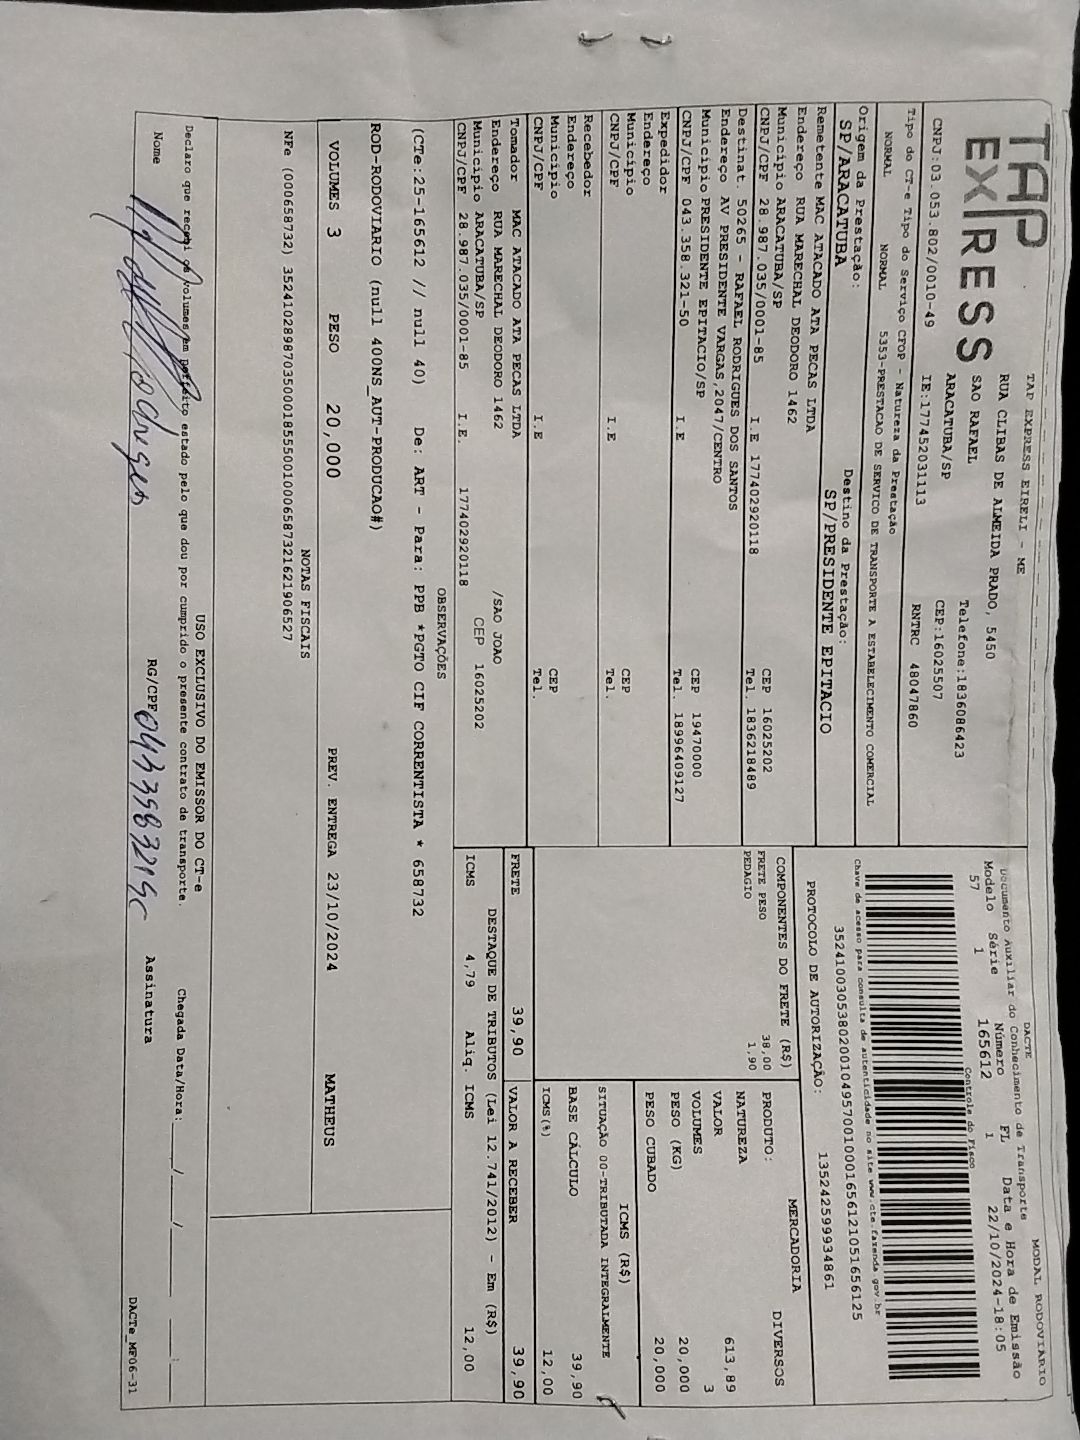 TAP EXPRESS
TAP EXPRESS EIRELI - ME
RUA CLIBAS DE ALMEIDA PRADO, 5450
SAO RAFAEL
ARACATUBA/SP
Telefone:1836086423
CEP:16025507
CNPJ:03.053.802/0010-49 IE:177452031113 RNTRC 48047860
Tipo do CT-e Tipo do Serviço CFOP - Natureza da Prestação
NORMAL NORMAL 5353-PRESTACAO DE SERVICO DE TRANSPORTE A ESTABELECIMENTO COMERCIAL
Origem da Prestação: Destino da Prestação:
SP/ARACATUBA SP/PRESIDENTE EPITACIO
DACTE MODAL RODOVIARIO
Documento Auxiliar do Conhecimento de Transporte
Modelo Série Número FL Data e Hora de Emissão
57 1 165612 1 22/10/2024-18:05
Controle do Fisco
Chave de acesso para consulta de autenticidade no site www.cte.fazenda.gov.br
35241003053802001049570010001656121051656125
PROTOCOLO DE AUTORIZAÇÃO: 135242599934861
Remetente MAC ATACADO ATA PECAS LTDA
Endereço RUA MARECHAL DEODORO 1462
Município ARACATUBA/SP CEP 16025202
CNPJ/CPF 28.987.035/0001-85 I.E 177402920118 Tel. 1836218489
Destinat. 50265 - RAFAEL RODRIGUES DOS SANTOS
Endereço AV PRESIDENTE VARGAS,2047/CENTRO
Município PRESIDENTE EPITACIO/SP CEP 19470000
CNPJ/CPF 043.358.321-50 I.E Tel. 18996409127
Expedidor
Endereço
Município CEP
CNPJ/CPF I.E Tel.
Recebedor
Endereço
Município CEP
CNPJ/CPF I.E Tel.
Tomador MAC ATACADO ATA PECAS LTDA
Endereço RUA MARECHAL DEODORO 1462 /SAO JOAO
Município ARACATUBA/SP CEP 16025202
CNPJ/CPF 28.987.035/0001-85 I.E. 177402920118
COMPONENTES DO FRETE (R$)
FRETE PESO 38,00
PEDAGIO 1,90
MERCADORIA
PRODUTO: DIVERSOS
NATUREZA
VALOR 613,89
VOLUMES 3
PESO (KG) 20,000
PESO CUBADO 20,000
ICMS (R$)
SITUAÇÃO 00-TRIBUTADA INTEGRALMENTE
BASE CÁLCULO 39,90
ICMS(%) 12,00
FRETE 39,90 VALOR A RECEBER 39,90
DESTAQUE DE TRIBUTOS (Lei 12.741/2012) - Em (R$)
ICMS 4,79 Aliq. ICMS 12,00
OBSERVAÇÕES
(CTe:25-165612 // null 40) De: ART - Para: PPB *PGTO CIF CORRENTISTA * 658732
ROD-RODOVIARIO (null 400NS_AUT-PRODUCAO#)
VOLUMES 3 PESO 20,000 PREV. ENTREGA 23/10/2024 MATHEUS
NOTAS FISCAIS
NFe (000658732) 35241028987035000185550010006587321621906527
USO EXCLUSIVO DO EMISSOR DO CT-e
Declaro que recebi os volumes em perfeito estado pelo que dou por cumprido o presente contrato de transporte. Chegada Data/Hora: ___/___/___ ___:___
Nome RG/CPF Assinatura
DACTe_MF06-31